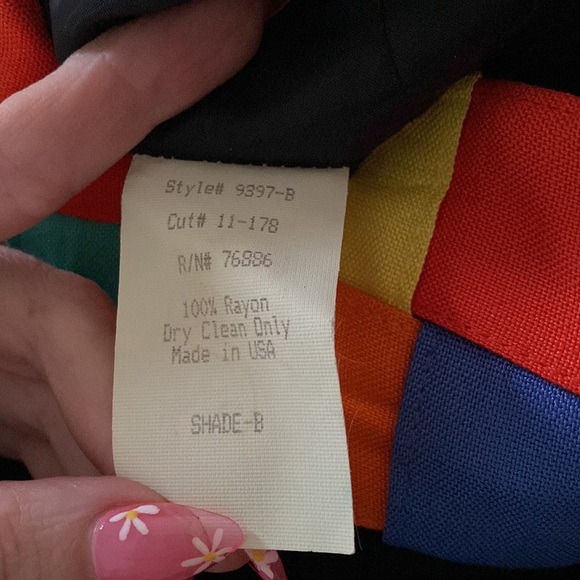 Style# 9397-B
Cut# 11-178
R/N# 76886
100% Rayon
Dry Clean Only
Made in USA
SHADE-B